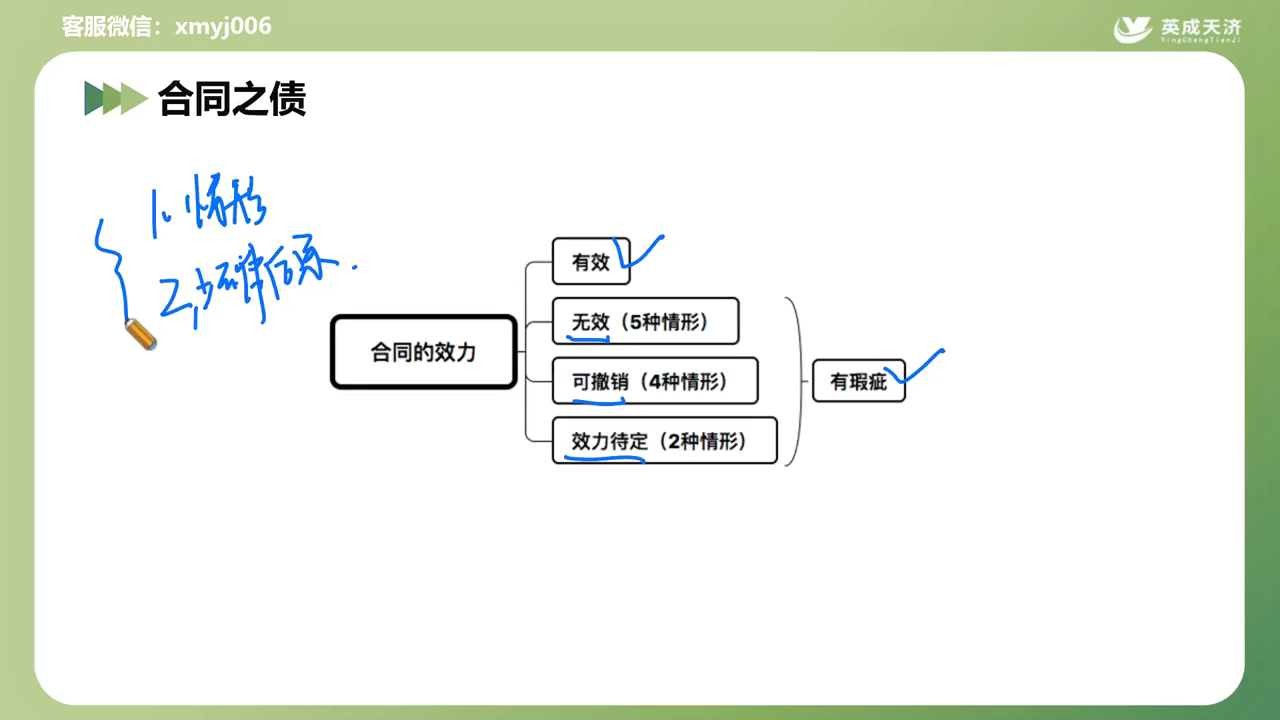 客服微信：xmyj006
英成天济
YingChengTianJi
合同之债
1. 情形
2, 法律后果.
合同的效力
有效
无效（5种情形）
可撤销（4种情形）
效力待定（2种情形）
有瑕疵